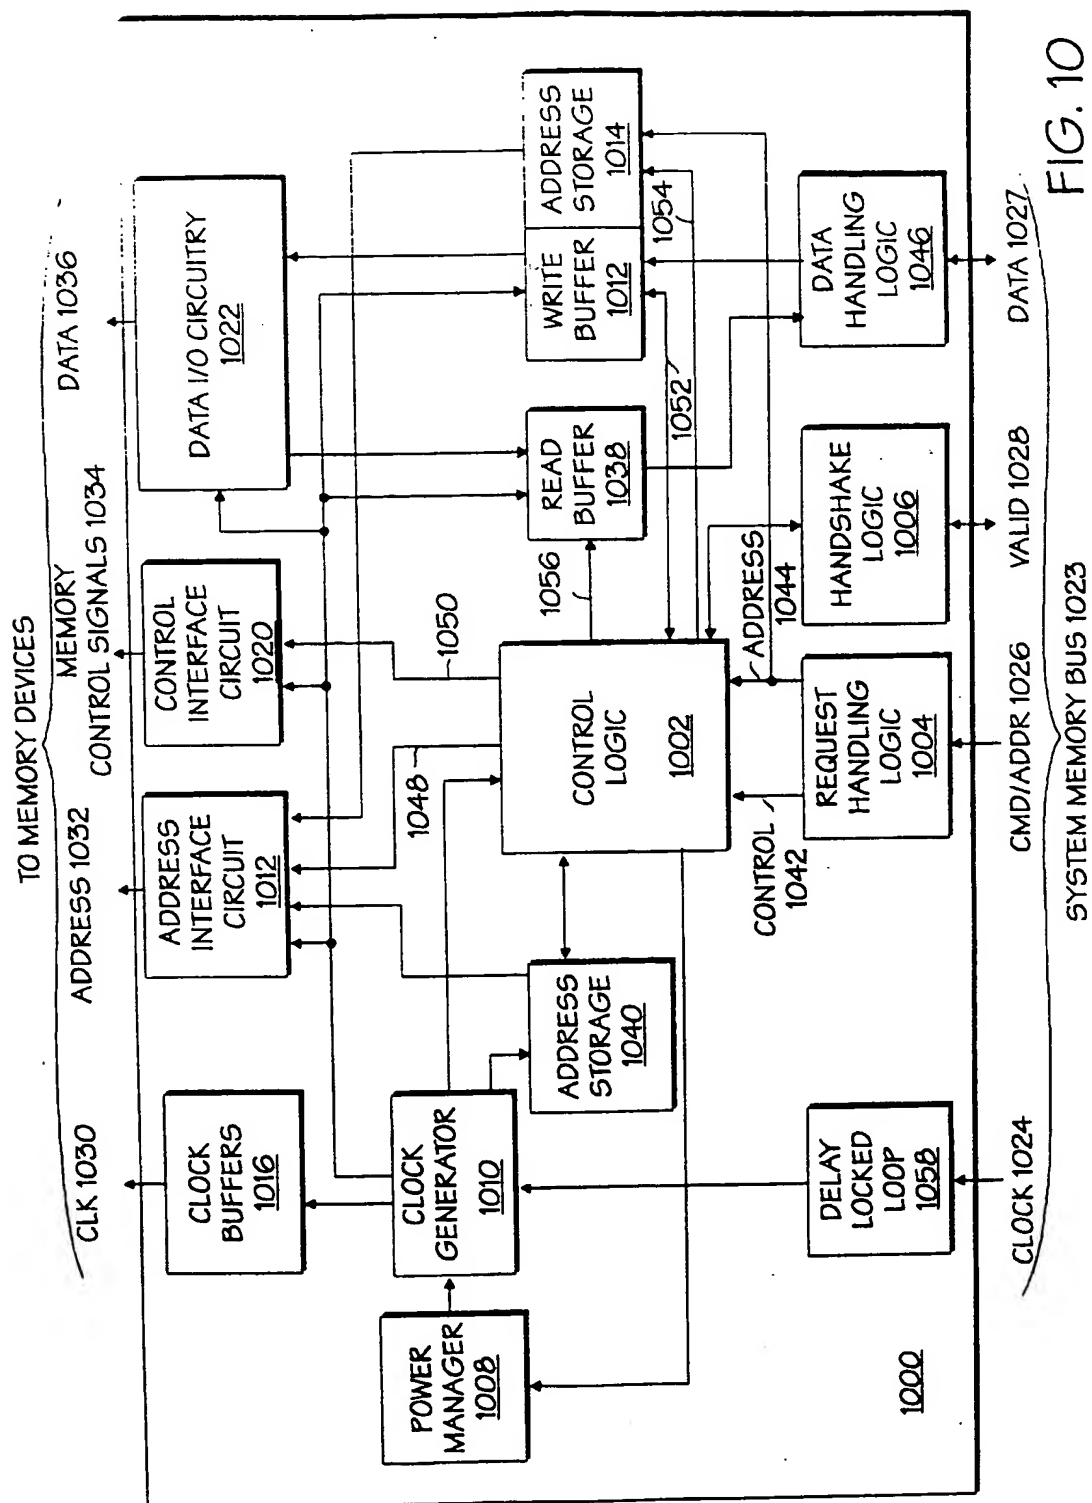 TO MEMORY DEVICES
CLK 1030
ADDRESS 1032
MEMORY
CONTROL SIGNALS 1034
DATA 1036
CLOCK
BUFFERS
1016
ADDRESS
INTERFACE
CIRCUIT
1012
CONTROL
INTERFACE
CIRCUIT
1020
DATA I/O CIRCUITRY
1022
POWER
MANAGER
1008
CLOCK
GENERATOR
1010
1048
1050
ADDRESS
STORAGE
1040
CONTROL
LOGIC
1002
1056
READ
BUFFER
1038
WRITE
BUFFER
1012
ADDRESS
STORAGE
1014
1052
1054
CONTROL
1042
ADDRESS
1044
DELAY
LOCKED
LOOP
1058
REQUEST
HANDLING
LOGIC
1004
HANDSHAKE
LOGIC
1006
DATA
HANDLING
LOGIC
1046
1000
CLOCK 1024
CMD/ADDR 1026
VALID 1028
DATA 1027
SYSTEM MEMORY BUS 1023
FIG. 10